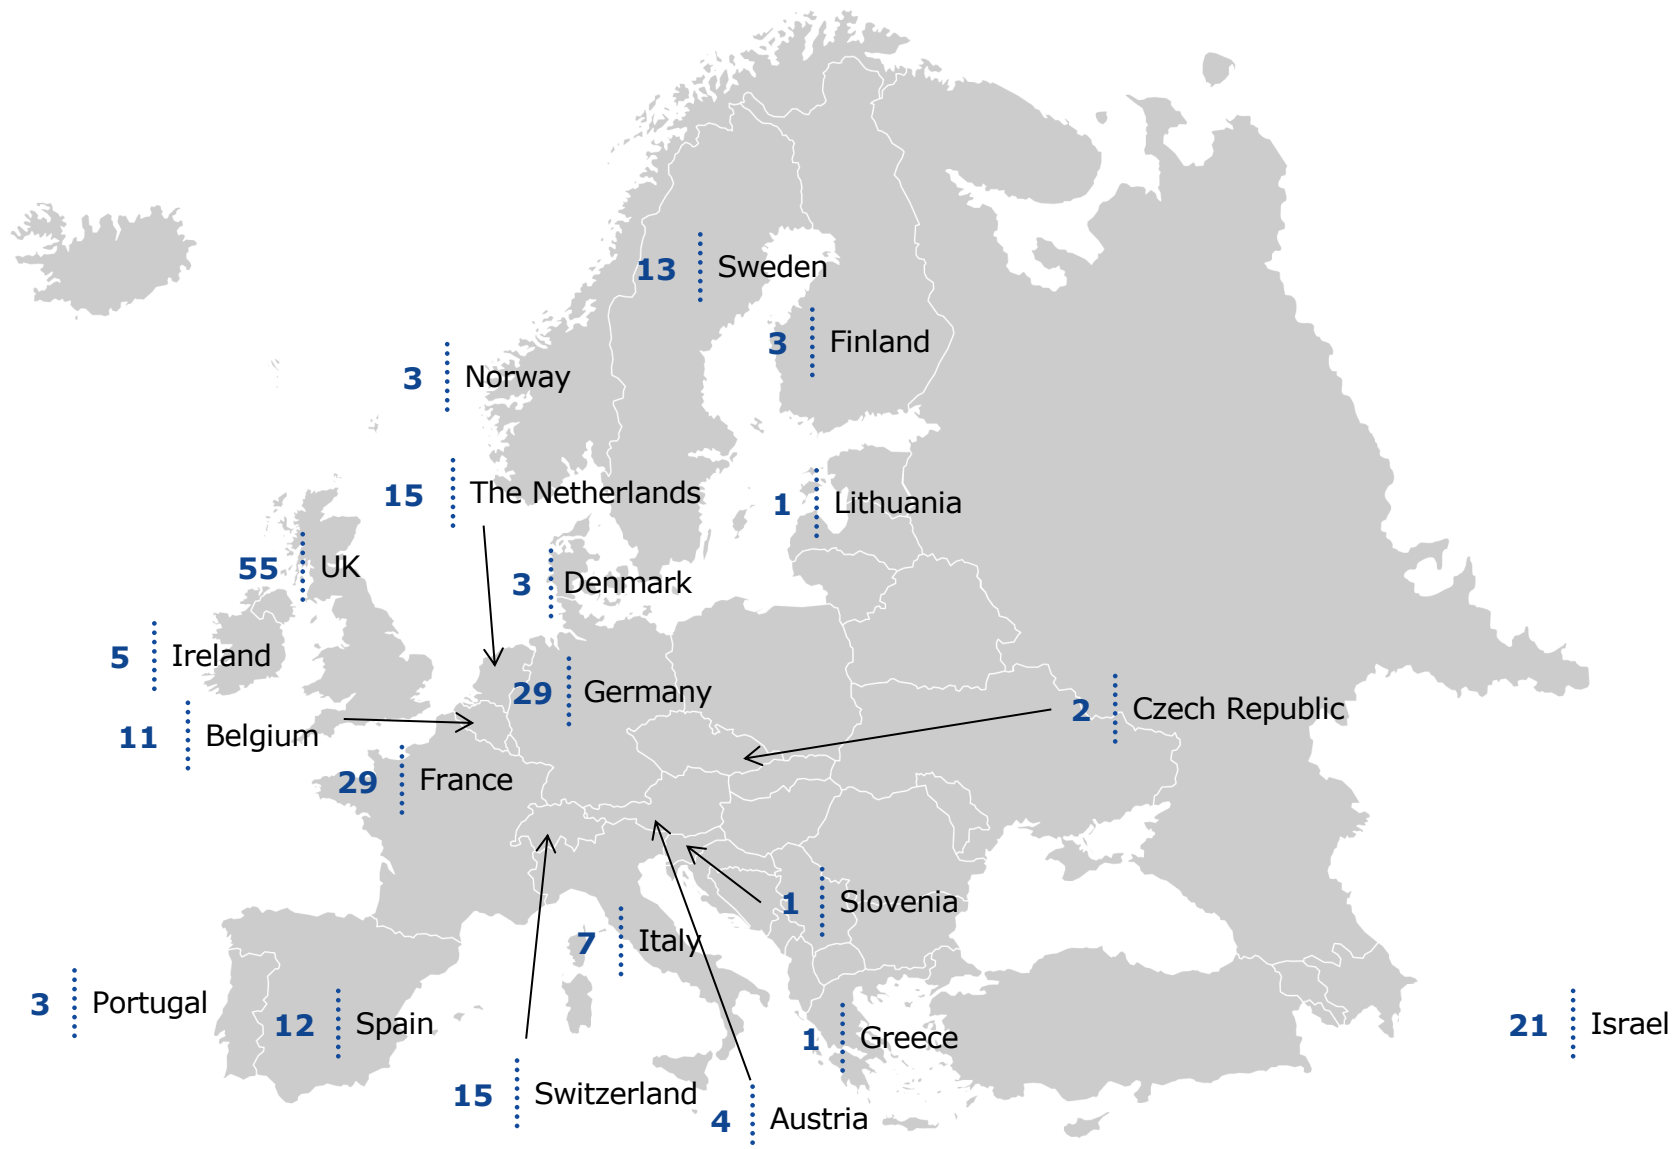 13 Sweden
3 Finland
3 Norway
15 The Netherlands
1 Lithuania
55 UK
3 Denmark
5 Ireland
29 Germany
2 Czech Republic
11 Belgium
29 France
1 Slovenia
7 Italy
3 Portugal
12 Spain
21 Israel
1 Greece
15 Switzerland
4 Austria